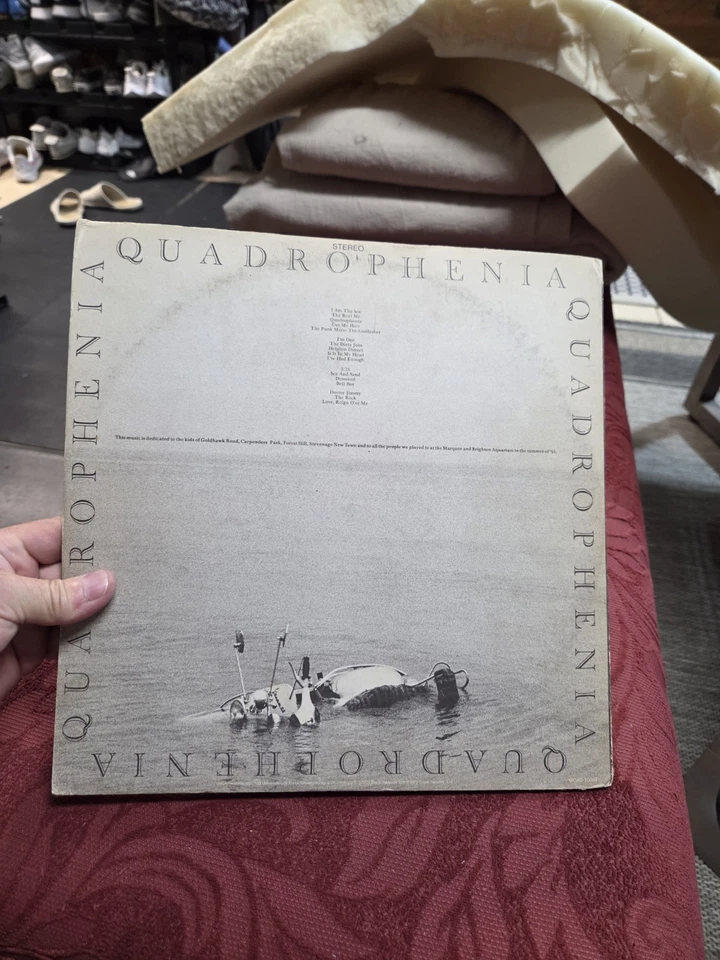 STEREO
QUADROPHENIA
QUADROPHENIA
QUADROPHENIA
QUADROPHENIA
I Am The Sea
The Real Me
Quadrophenia
Cut My Hair
The Punk Meets The Godfather
I'm One
The Dirty Jobs
Helpless Dancer
Is It In My Head
I've Had Enough
5.15
Sea And Sand
Drowned
Bell Boy
Doctor Jimmy
The Rock
Love, Reign O'er Me
This music is dedicated to the kids of Goldhawk Road, Carpenders Park, Forest Hill, Stevenage New Town and to all the people we played to at the Marquee and Brighton Aquarium in the summer of '65.